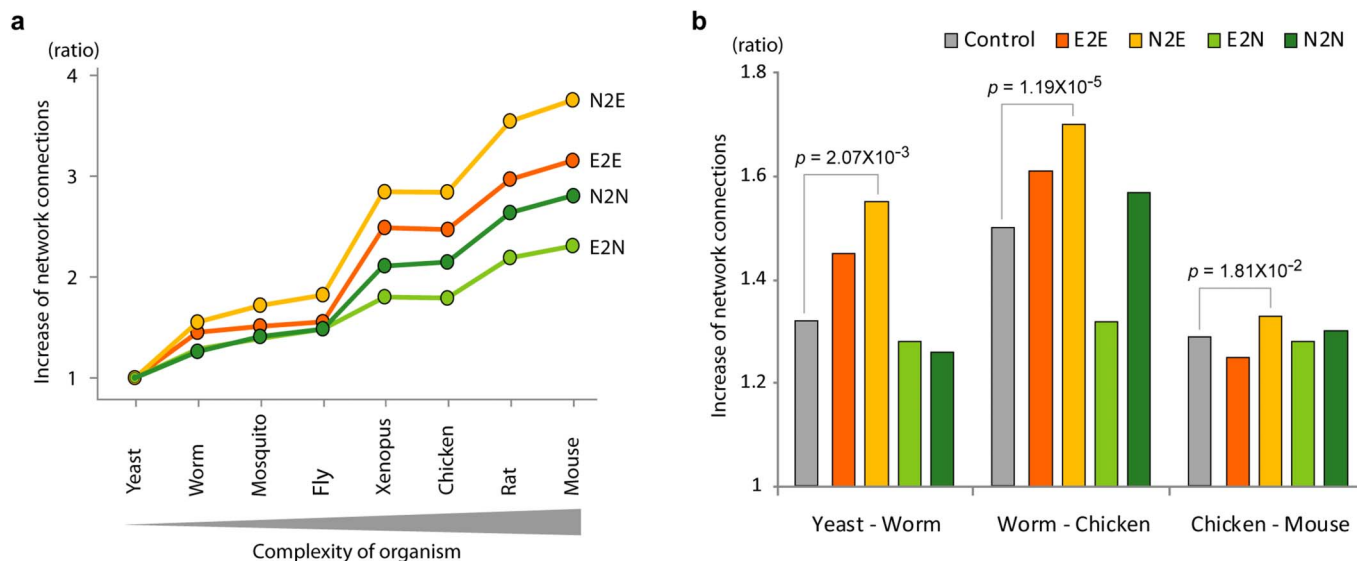 a
(ratio)
Increase of network connections
4
3
2
1
N2E
E2E
N2N
E2N
Yeast
Worm
Mosquito
Fly
Xenopus
Chicken
Rat
Mouse
Complexity of organism
b
(ratio)
Control E2E N2E E2N N2N
Increase of network connections
1.8
1.6
1.4
1.2
1
p = 2.07X10⁻³
p = 1.19X10⁻⁵
p = 1.81X10⁻²
Yeast - Worm
Worm - Chicken
Chicken - Mouse